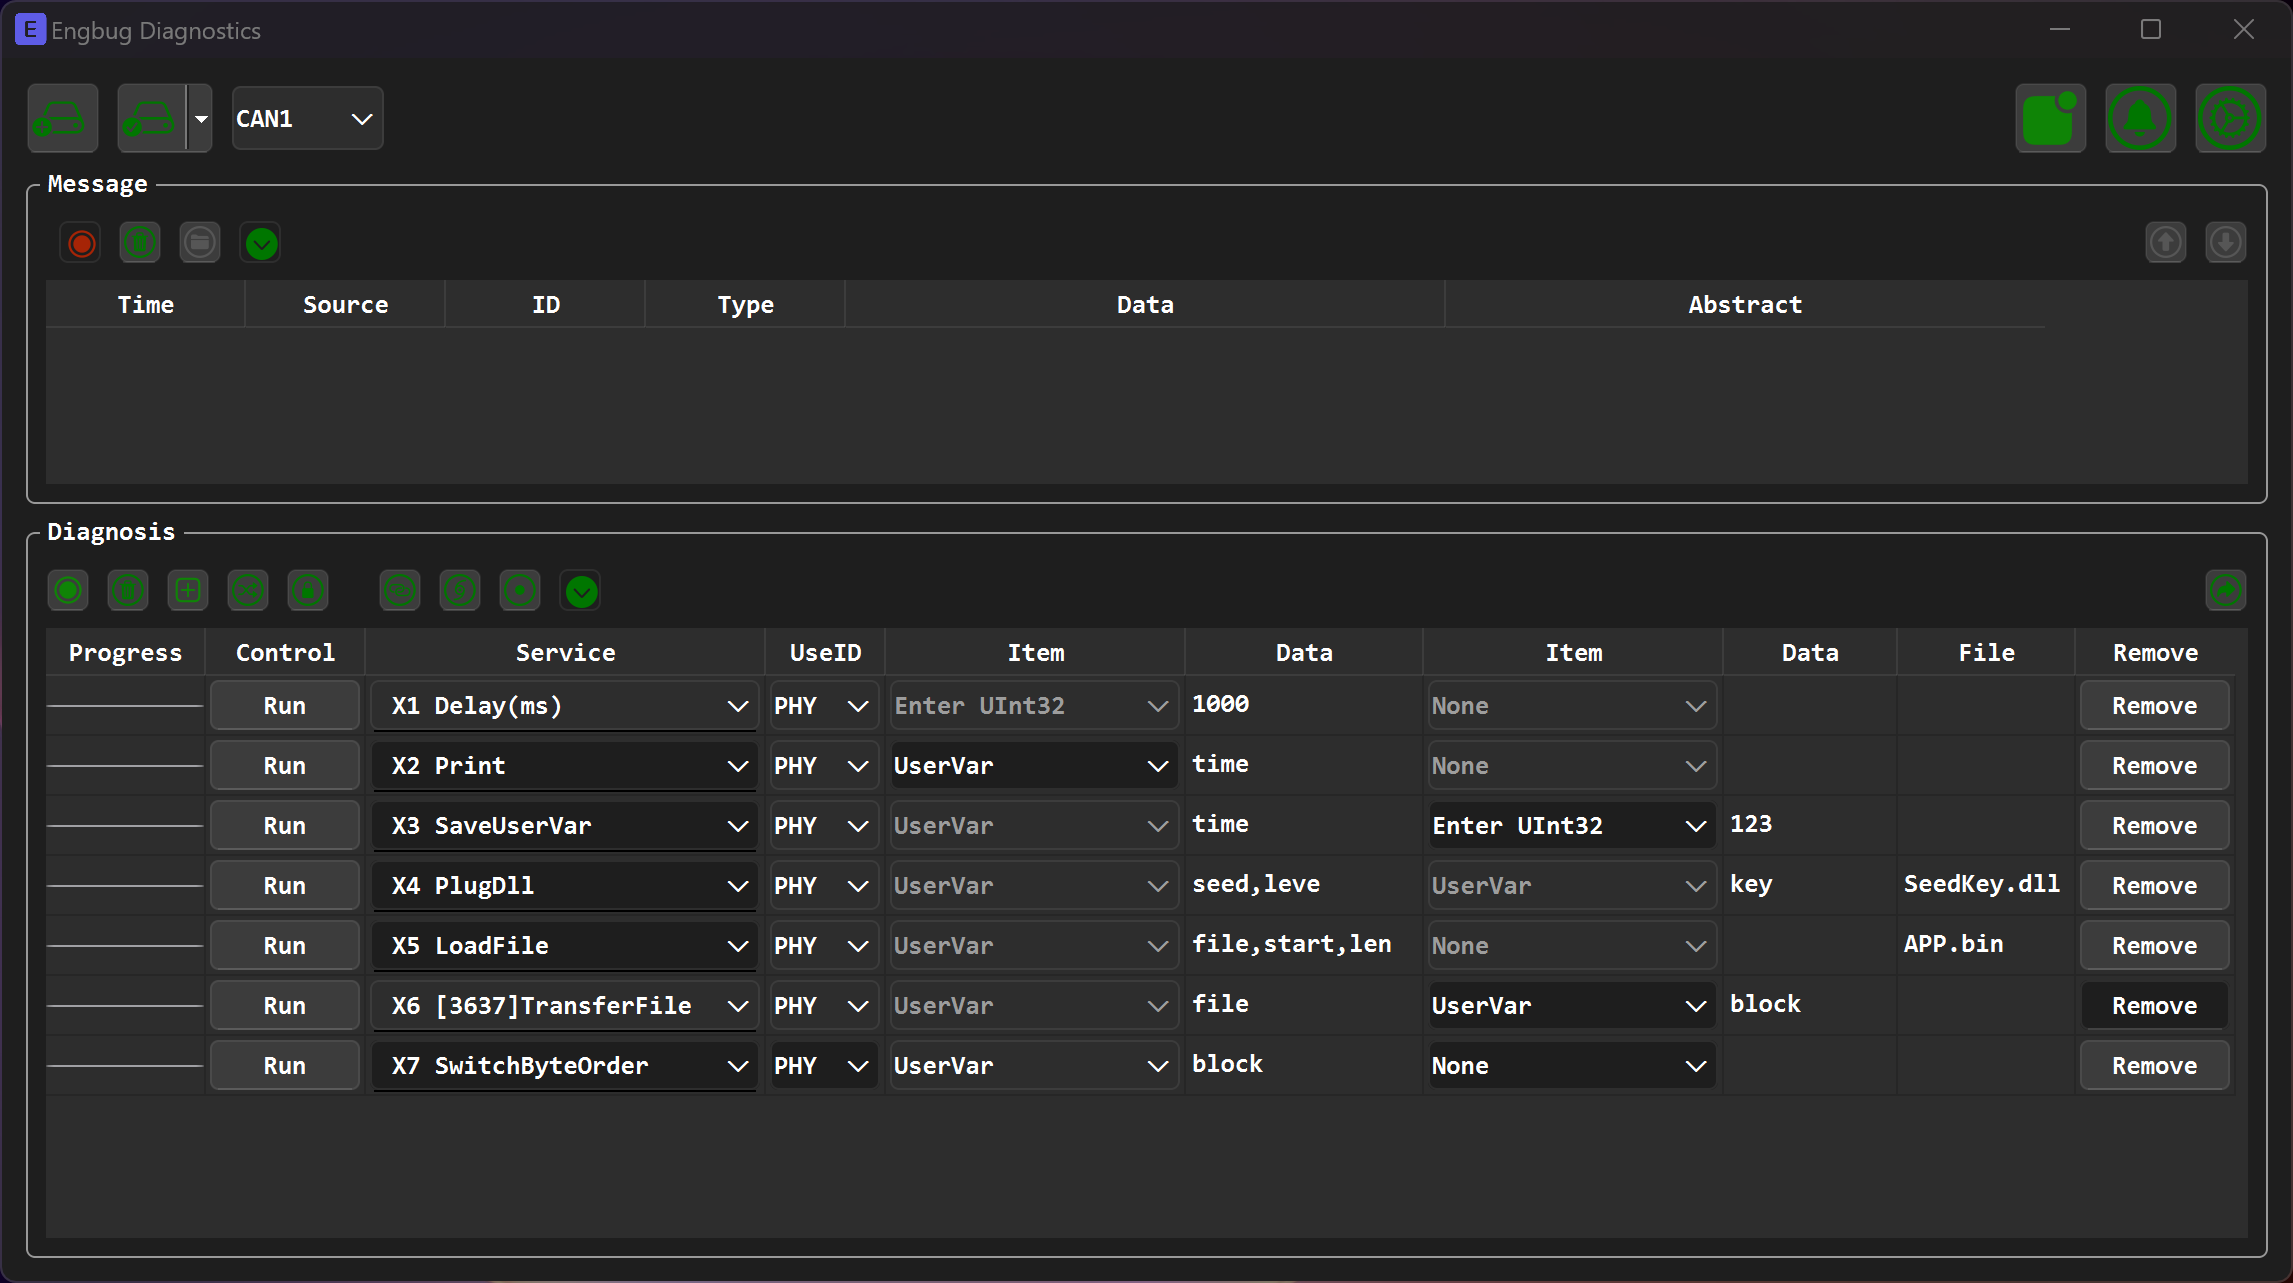 E Engbug Diagnostics
CAN1
Message
Time Source ID Type Data Abstract
Diagnosis
Progress Control Service UseID Item Data Item Data File Remove
Run X1 Delay(ms) PHY Enter UInt32 1000 None Remove
Run X2 Print PHY UserVar time None Remove
Run X3 SaveUserVar PHY UserVar time Enter UInt32 123 Remove
Run X4 PlugDll PHY UserVar seed,leve UserVar key SeedKey.dll Remove
Run X5 LoadFile PHY UserVar file,start,len None APP.bin Remove
Run X6 [3637]TransferFile PHY UserVar file UserVar block Remove
Run X7 SwitchByteOrder PHY UserVar block None Remove